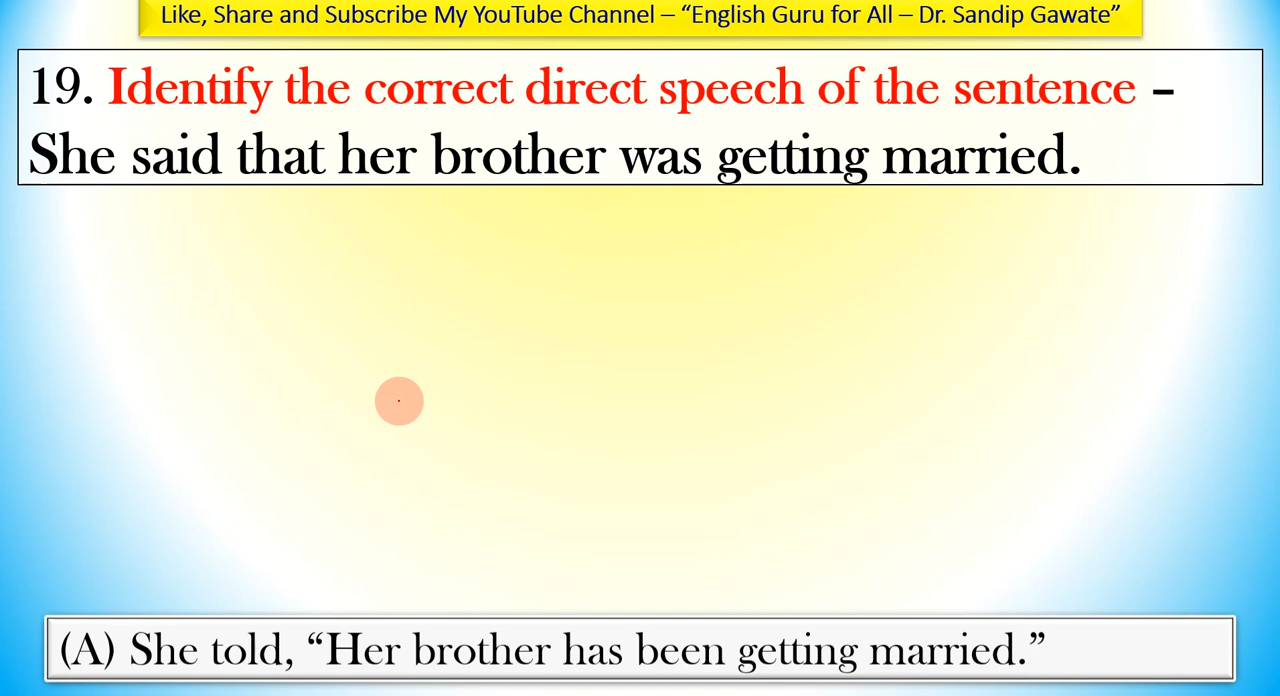 Like, Share and Subscribe My YouTube Channel – “English Guru for All – Dr. Sandip Gawate”
19. Identify the correct direct speech of the sentence –
She said that her brother was getting married.
(A) She told, “Her brother has been getting married.”